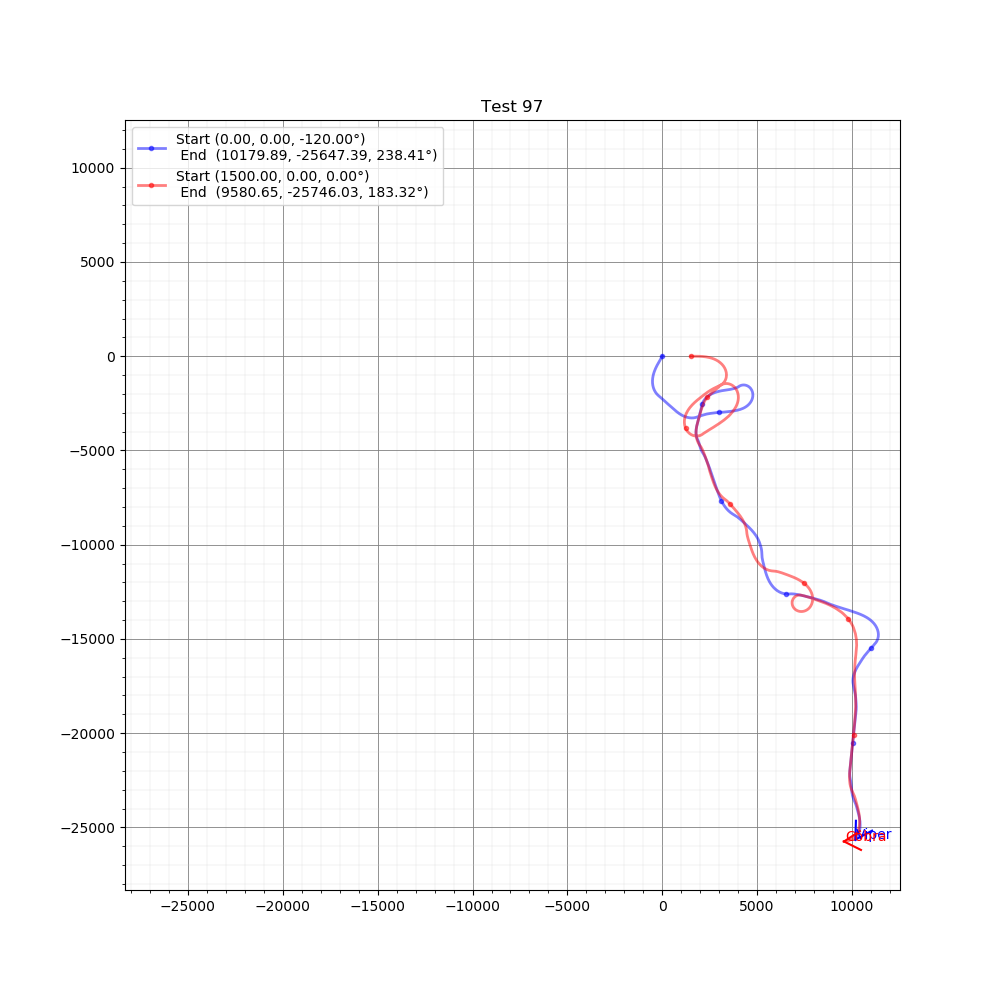 Test 97
Start (0.00, 0.00, -120.00°)
End (10179.89, -25647.39, 238.41°)
Start (1500.00, 0.00, 0.00°)
End (9580.65, -25746.03, 183.32°)
10000
5000
0
−5000
−10000
−15000
−20000
−25000
−25000 −20000 −15000 −10000 −5000 0 5000 10000